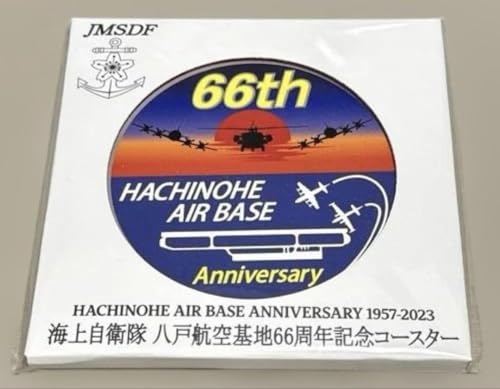 JMSDF
66th
HACHINOHE
AIR BASE
Anniversary
HACHINOHE AIR BASE ANNIVERSARY 1957-2023
海上自衛隊 八戸航空基地66周年記念コースター